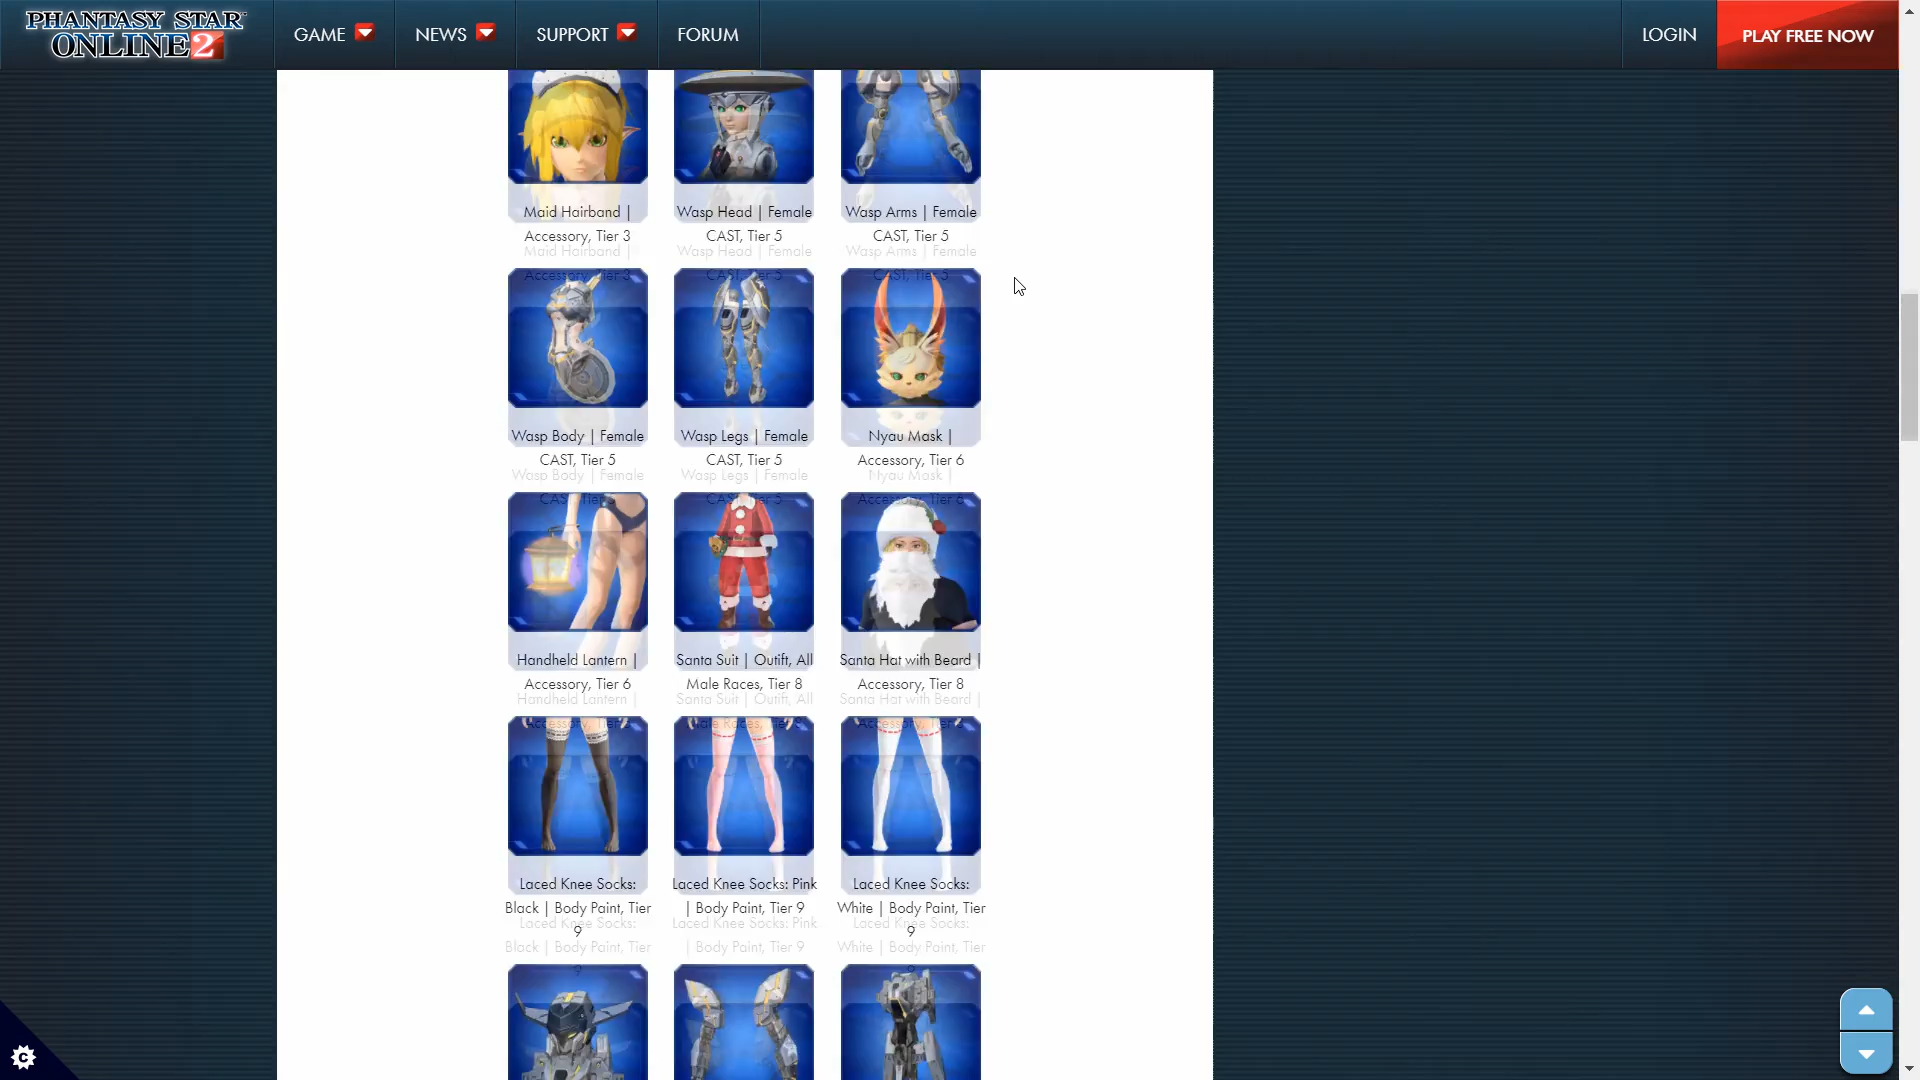 PHANTASY STAR
ONLINE 2
GAME
NEWS
SUPPORT
FORUM
LOGIN
PLAY FREE NOW
Maid Hairband |
Accessory, Tier 3
Wasp Head | Female
CAST, Tier 5
Wasp Arms | Female
CAST, Tier 5
Wasp Body | Female
CAST, Tier 5
Wasp Legs | Female
CAST, Tier 5
Nyau Mask |
Accessory, Tier 6
Handheld Lantern |
Accessory, Tier 6
Santa Suit | Outift, All
Male Races, Tier 8
Santa Hat with Beard |
Accessory, Tier 8
Laced Knee Socks:
Black | Body Paint, Tier
9
Laced Knee Socks: Pink
| Body Paint, Tier 9
Laced Knee Socks:
White | Body Paint, Tier
9